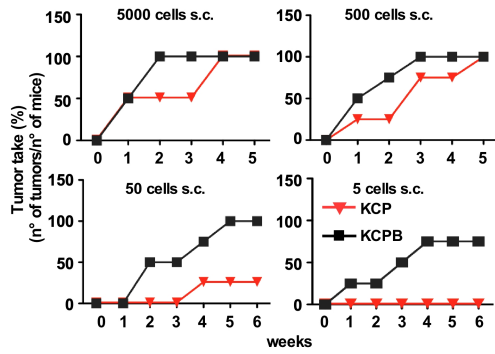 5000 cells s.c.
500 cells s.c.
Tumor take (%)
(n° of tumors/n° of mice)
150
100
50
0
0 1 2 3 4 5
150
100
50
0
0 1 2 3 4 5
50 cells s.c.
5 cells s.c.
150
100
50
0
0 1 2 3 4 5 6
150
100
50
0
KCP
KCPB
0 1 2 3 4 5 6
weeks